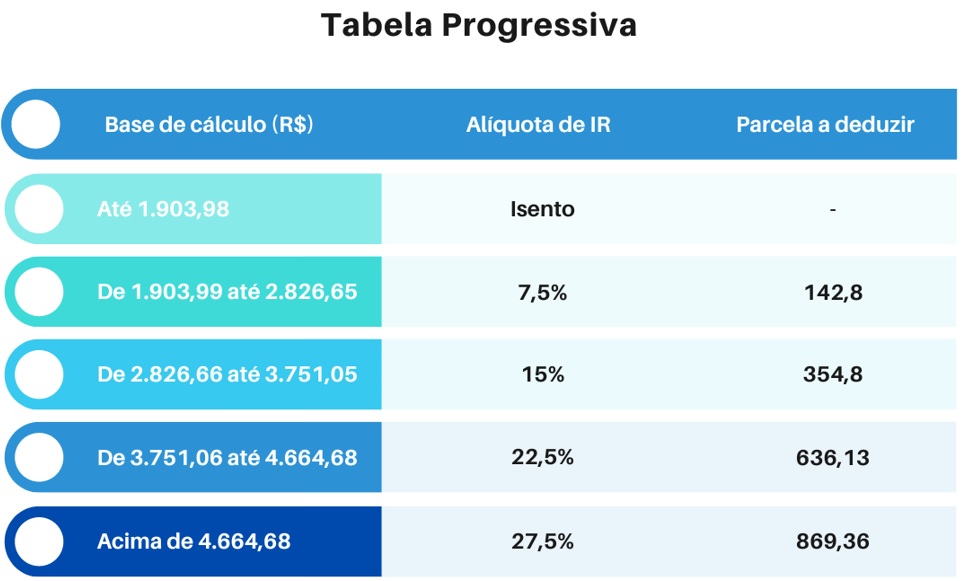 Tabela Progressiva
Base de cálculo (R$) Alíquota de IR Parcela a deduzir
Até 1.903,98 Isento -
De 1.903,99 até 2.826,65 7,5% 142,8
De 2.826,66 até 3.751,05 15% 354,8
De 3.751,06 até 4.664,68 22,5% 636,13
Acima de 4.664,68 27,5% 869,36